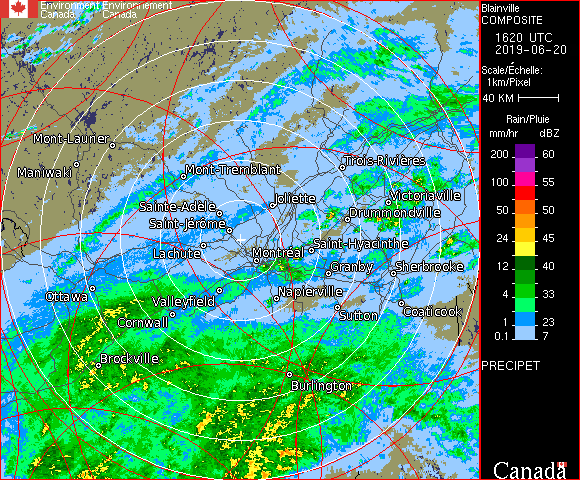 Environment Environnement
Canada Canada
Blainville
COMPOSITE
1620 UTC
2019-06-20
Scale/Échelle:
1km/Pixel
40 KM
Rain/Pluie
mm/hr dBZ
200 60
150 57
100 55
50 50
24 45
12 40
4 33
1 23
0.1 7
PRECIPET
Canada
Mont-Laurier
Maniwaki
Mont-Tremblant
Trois-Rivières
Sainte-Adèle
Joliette
Victoriaville
Saint-Jérôme
Drummondville
Lachute
Montréal
Saint-Hyacinthe
Granby
Sherbrooke
Ottawa
Valleyfield
Napierville
Cornwall
Sutton
Coaticook
Brockville
Burlington